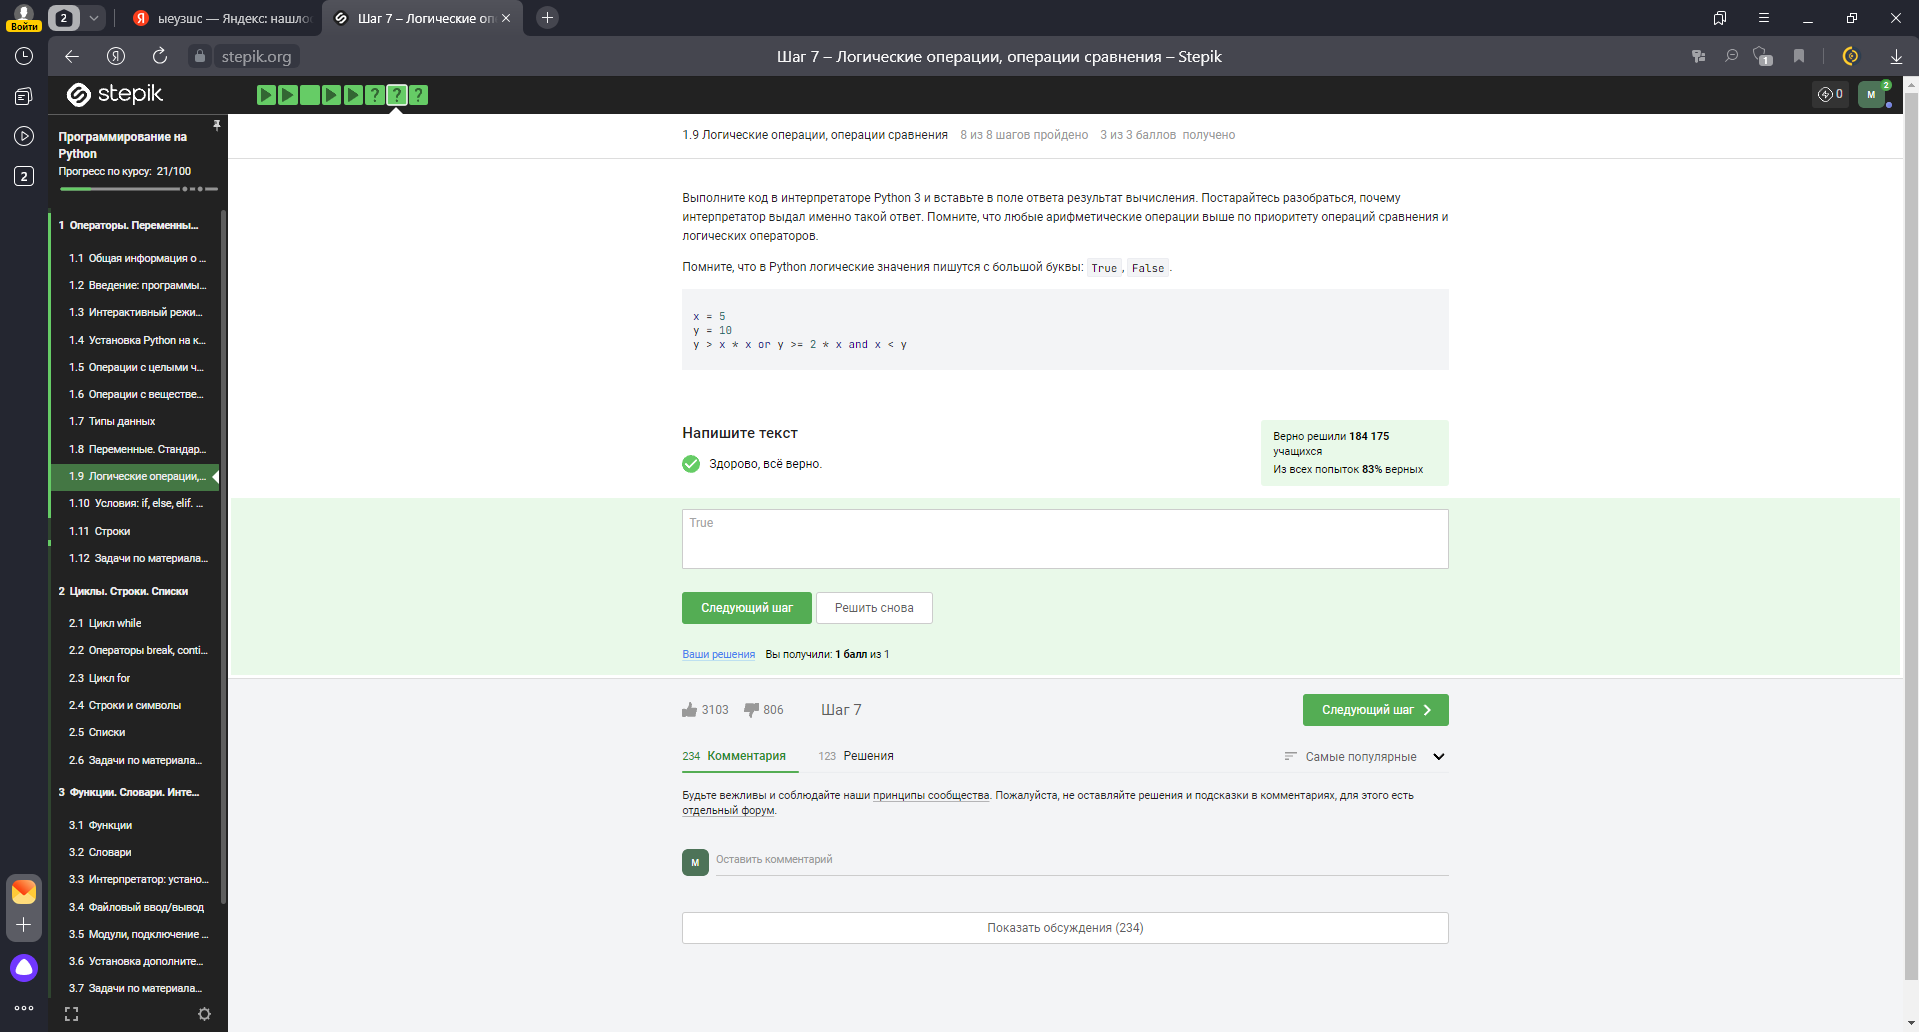 Войти
2
ыеузшс — Яндекс: нашлос
Шаг 7 – Логические оп
stepik.org
Шаг 7 – Логические операции, операции сравнения – Stepik
1
2
stepik
? ? ?
0
M
2
Программирование на
Python
Прогресс по курсу: 21/100
1 Операторы. Переменны...
1.1 Общая информация о ...
1.2 Введение: программы...
1.3 Интерактивный режи...
1.4 Установка Python на к...
1.5 Операции с целыми ч...
1.6 Операции с веществе...
1.7 Типы данных
1.8 Переменные. Стандар...
1.9 Логические операции,...
1.10 Условия: if, else, elif. ...
1.11 Строки
1.12 Задачи по материала...
2 Циклы. Строки. Списки
2.1 Цикл while
2.2 Операторы break, conti...
2.3 Цикл for
2.4 Строки и символы
2.5 Списки
2.6 Задачи по материала...
3 Функции. Словари. Инте...
3.1 Функции
3.2 Словари
3.3 Интерпретатор: устано...
3.4 Файловый ввод/вывод
3.5 Модули, подключение ...
3.6 Установка дополните...
3.7 Задачи по материала...
1.9 Логические операции, операции сравнения 8 из 8 шагов пройдено 3 из 3 баллов получено
Выполните код в интерпретаторе Python 3 и вставьте в поле ответа результат вычисления. Постарайтесь разобраться, почему
интерпретатор выдал именно такой ответ. Помните, что любые арифметические операции выше по приоритету операций сравнения и
логических операторов.
Помните, что в Python логические значения пишутся с большой буквы: True, False.
x = 5
y = 10
y > x * x or y >= 2 * x and x < y
Напишите текст
Здорово, всё верно.
Верно решили 184 175
учащихся
Из всех попыток 83% верных
True
Следующий шаг
Решить снова
Ваши решения Вы получили: 1 балл из 1
3103 806 Шаг 7
Следующий шаг
234 Комментария 123 Решения
Самые популярные
Будьте вежливы и соблюдайте наши принципы сообщества. Пожалуйста, не оставляйте решения и подсказки в комментариях, для этого есть
отдельный форум.
M
Оставить комментарий
Показать обсуждения (234)